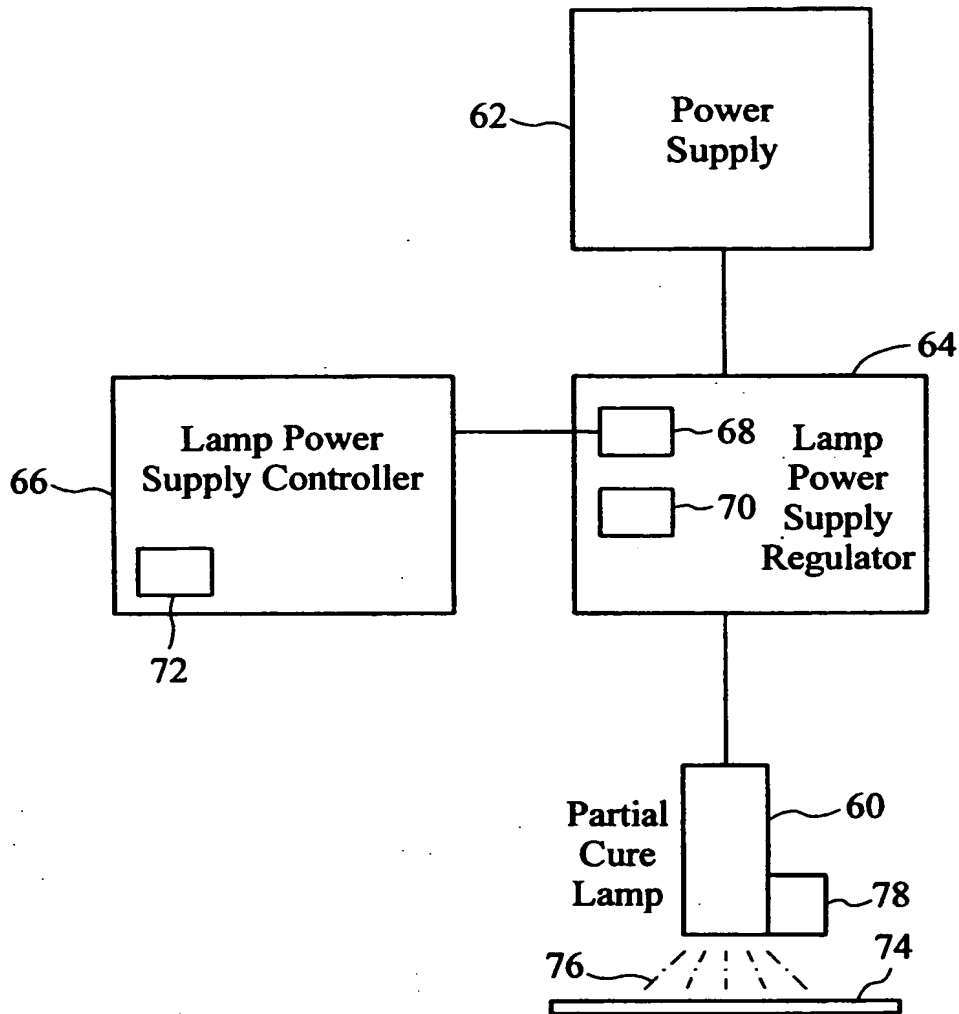 62
Power
Supply
64
66
Lamp Power
Supply Controller
68
70
Lamp
Power
Supply
Regulator
72
Partial
Cure
Lamp
60
78
76
74